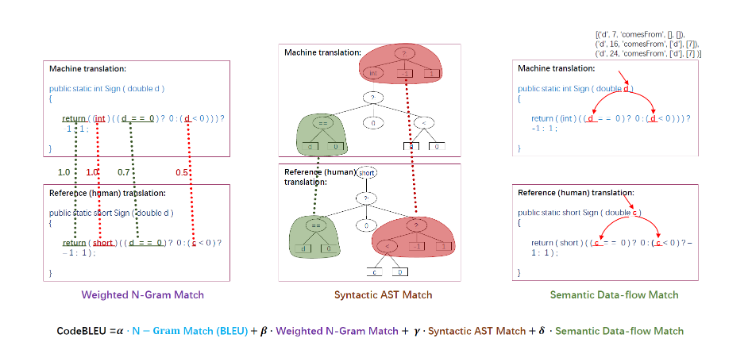 [('d', 7, 'comesFrom', [], []),
('d', 16, 'comesFrom', ['d'], [7]),
('d', 24, 'comesFrom', ['d'], [7] )]
Machine translation:
public static int Sign ( double d )
{
return ( (int ) ( ( d == 0 ) ? 0 : ( d < 0 ) ) ) ?
1 : 1 ;
}
1.0 1.0 0.7 0.5
Reference (human) translation:
public static short Sign ( double d )
{
return ( short ) ( ( d == 0 ) ? 0 : ( c < 0 ) ?
– 1 : 1 ) ;
}
Weighted N-Gram Match
Machine translation:
?
int -1 1
?
== 0 <
d 0 d 0
Reference (human)
translation:
short
?
== 0 ?
d 0 < -1 1
c 0
Syntactic AST Match
Machine translation:
public static int Sign ( double d )
{
return ( (int ) ( ( d == 0 ) ? 0 : ( d < 0 ) ) ) ?
-1 : 1 ;
}
Reference (human) translation:
public static short Sign ( double c )
{
return ( short ) ( ( c == 0 ) ? 0 : ( c < 0 ) ? –
1 : 1 ) ;
}
Semantic Data-flow Match
CodeBLEU =α · N − Gram Match (BLEU) + β · Weighted N-Gram Match + γ · Syntactic AST Match + δ · Semantic Data-flow Match